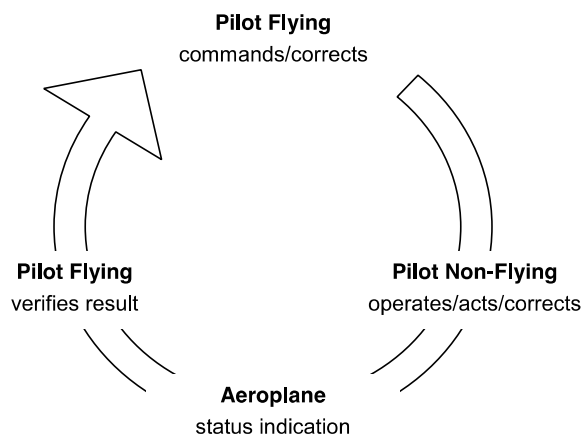 Pilot Flying
commands/corrects
Pilot Flying
verifies result
Pilot Non-Flying
operates/acts/corrects
Aeroplane
status indication